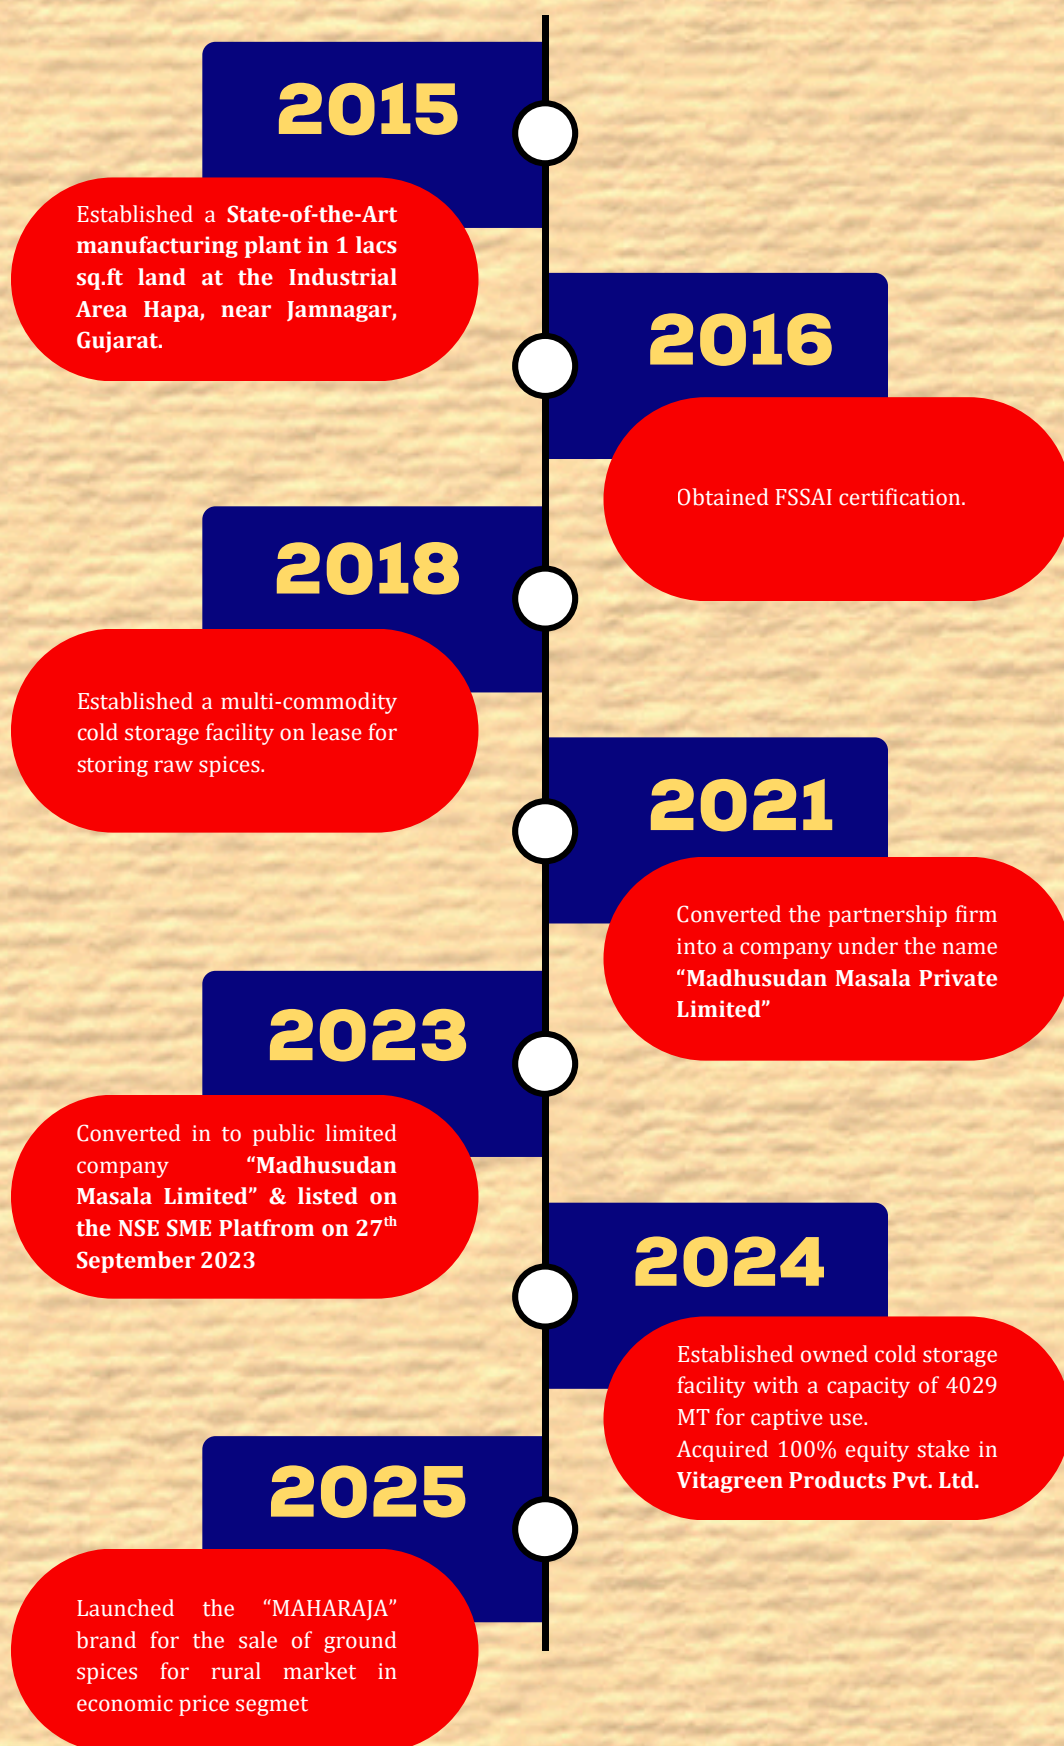 2015
Established a State-of-the-Art
manufacturing plant in 1 lacs
sq.ft land at the Industrial
Area Hapa, near Jamnagar,
Gujarat.
2016
Obtained FSSAI certification.
2018
Established a multi-commodity
cold storage facility on lease for
storing raw spices.
2021
Converted the partnership firm
into a company under the name
“Madhusudan Masala Private
Limited”
2023
Converted in to public limited
company “Madhusudan
Masala Limited” & listed on
the NSE SME Platfrom on 27th
September 2023
2024
Established owned cold storage
facility with a capacity of 4029
MT for captive use.
Acquired 100% equity stake in
Vitagreen Products Pvt. Ltd.
2025
Launched the “MAHARAJA”
brand for the sale of ground
spices for rural market in
economic price segmet